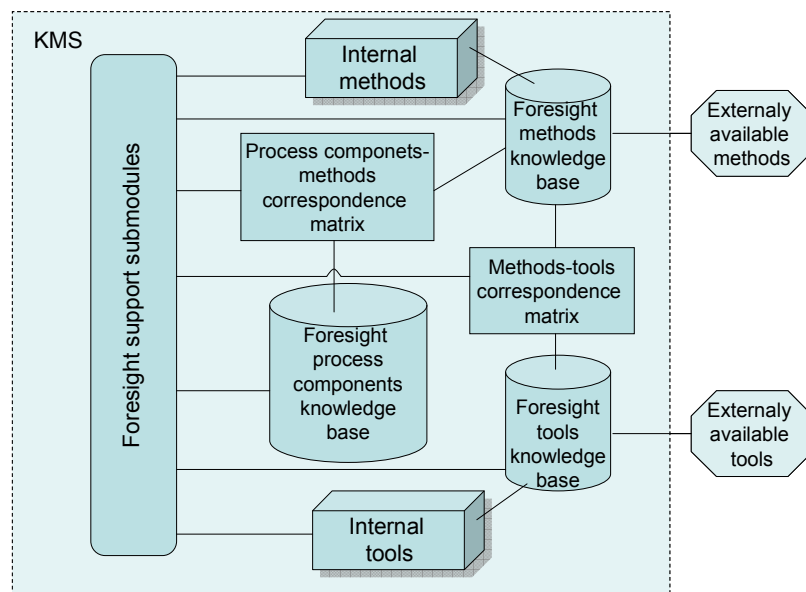 KMS
Foresight support submodules
Internal
methods
Foresight
methods
knowledge
base
Externaly
available
methods
Process componets-
methods
correspondence
matrix
Methods-tools
correspondence
matrix
Foresight
process
components
knowledge
base
Foresight
tools
knowledge
base
Externaly
available
tools
Internal
tools